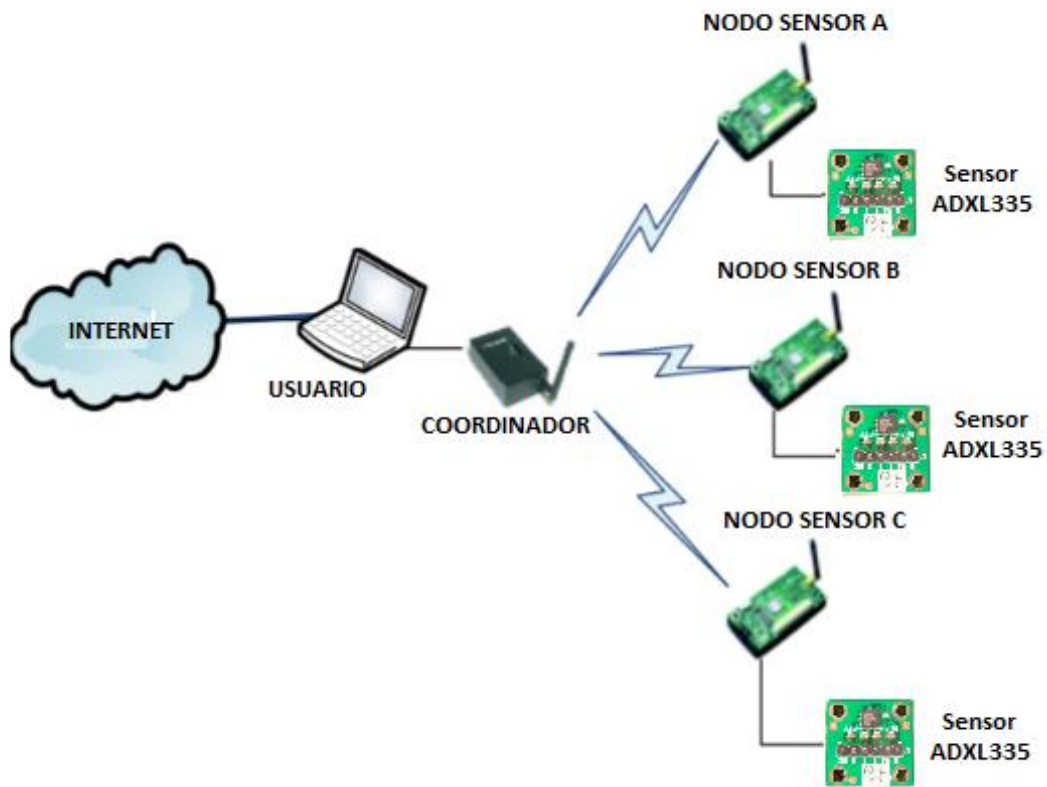 NODO SENSOR A
Sensor
ADXL335
NODO SENSOR B
INTERNET
USUARIO
COORDINADOR
Sensor
ADXL335
NODO SENSOR C
Sensor
ADXL335